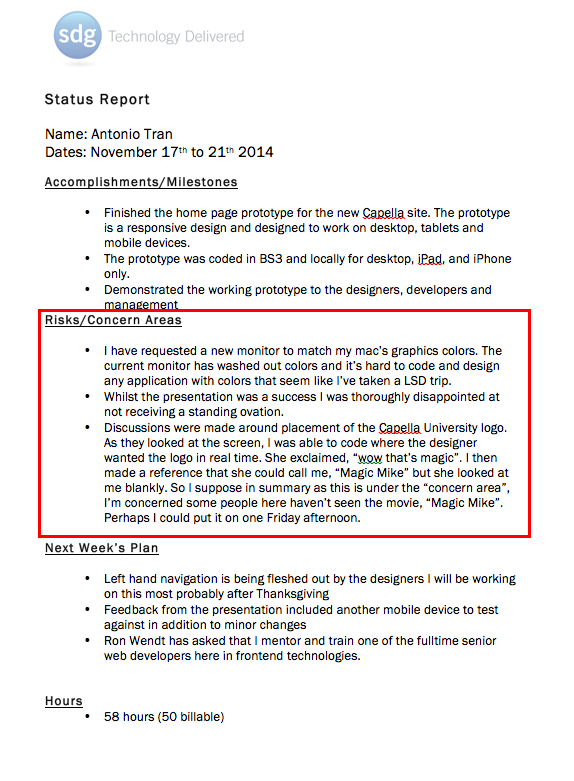 sdg Technology Delivered
Status Report
Name: Antonio Tran
Dates: November 17th to 21th 2014
Accomplishments/Milestones
• Finished the home page prototype for the new Capella site. The prototype
is a responsive design and designed to work on desktop, tablets and
mobile devices.
• The prototype was coded in BS3 and locally for desktop, iPad, and iPhone
only.
• Demonstrated the working prototype to the designers, developers and
management
Risks/Concern Areas
• I have requested a new monitor to match my mac's graphics colors. The
current monitor has washed out colors and it's hard to code and design
any application with colors that seem like I've taken a LSD trip.
• Whilst the presentation was a success I was thoroughly disappointed at
not receiving a standing ovation.
• Discussions were made around placement of the Capella University logo.
As they looked at the screen, I was able to code where the designer
wanted the logo in real time. She exclaimed, “wow that's magic”. I then
made a reference that she could call me, “Magic Mike” but she looked at
me blankly. So I suppose in summary as this is under the “concern area”,
I'm concerned some people here haven't seen the movie, “Magic Mike”.
Perhaps I could put it on one Friday afternoon.
Next Week's Plan
• Left hand navigation is being fleshed out by the designers I will be working
on this most probably after Thanksgiving
• Feedback from the presentation included another mobile device to test
against in addition to minor changes
• Ron Wendt has asked that I mentor and train one of the fulltime senior
web developers here in frontend technologies.
Hours
• 58 hours (50 billable)